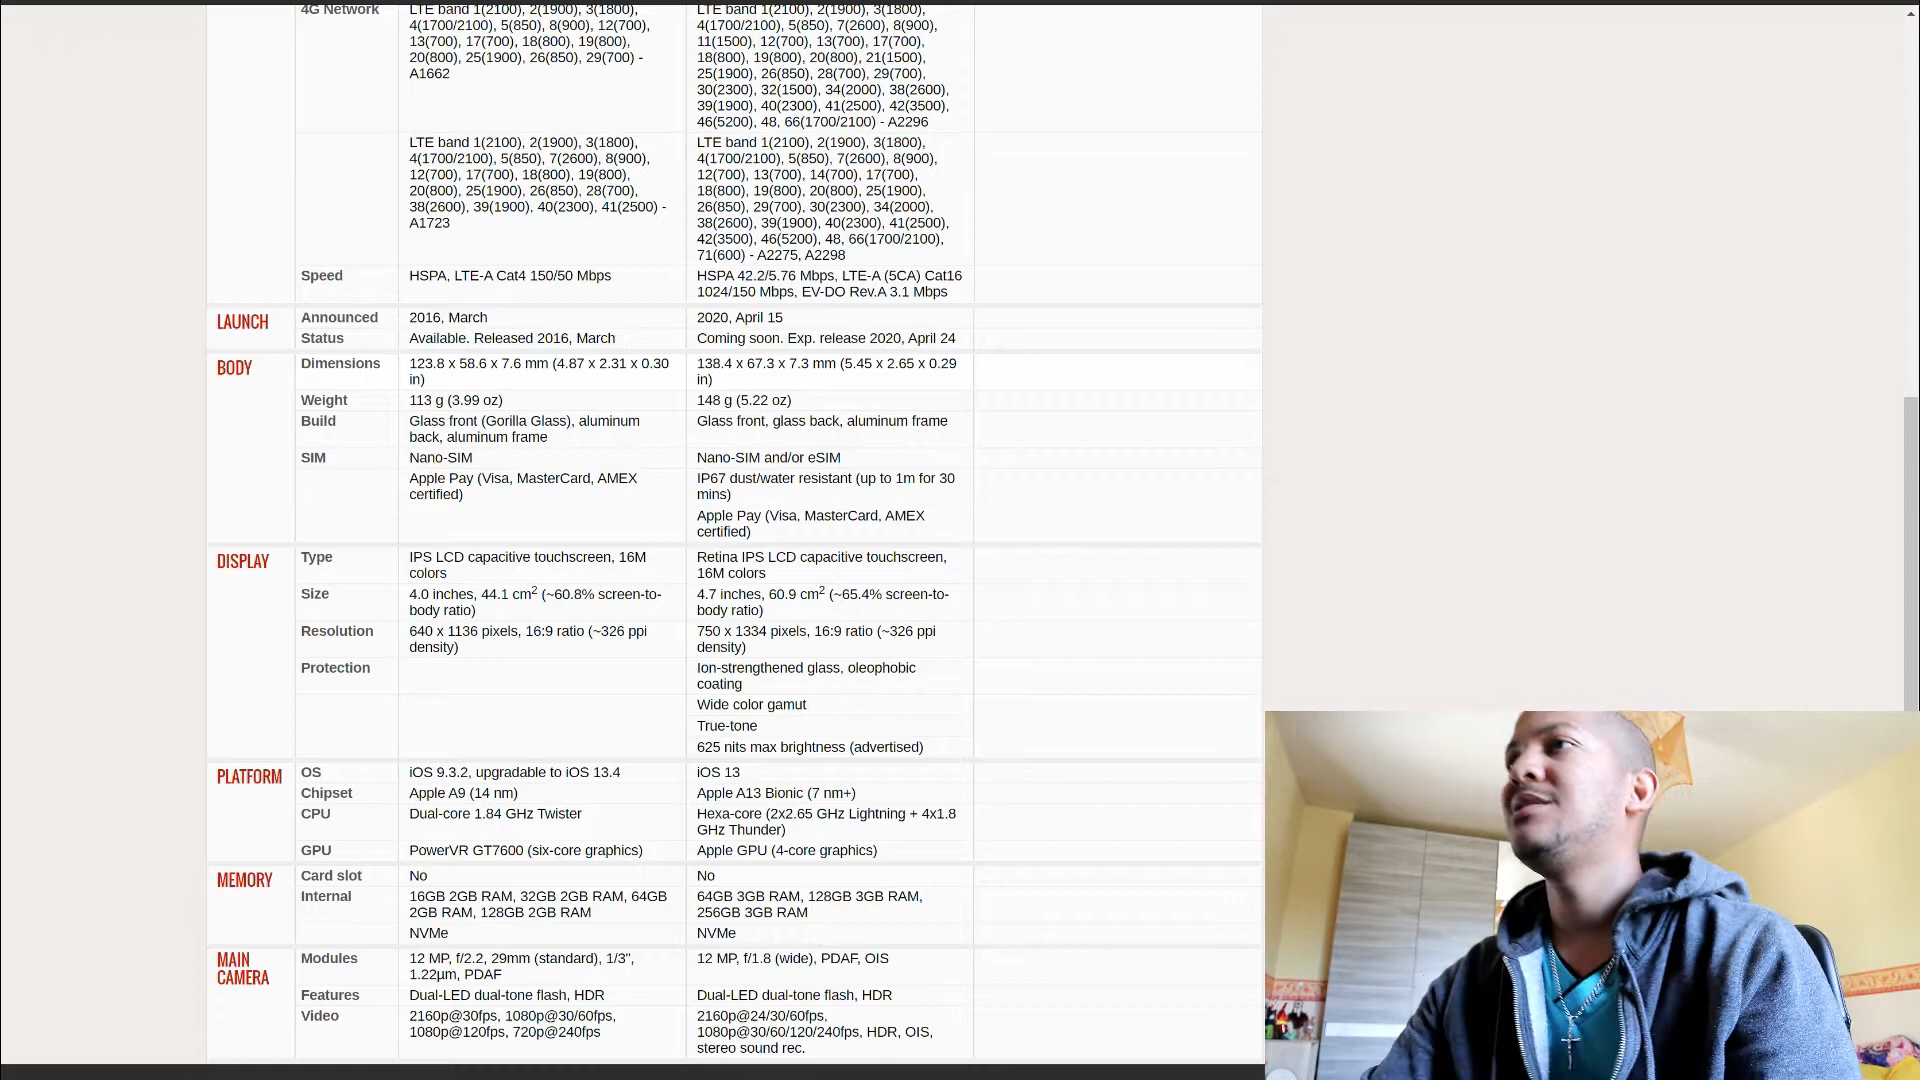 4G Network
LTE band 1(2100), 2(1900), 3(1800),
4(1700/2100), 5(850), 8(900), 12(700),
13(700), 17(700), 18(800), 19(800),
20(800), 25(1900), 26(850), 29(700) -
A1662
LTE band 1(2100), 2(1900), 3(1800),
4(1700/2100), 5(850), 7(2600), 8(900),
11(1500), 12(700), 13(700), 17(700),
18(800), 19(800), 20(800), 21(1500),
25(1900), 26(850), 28(700), 29(700),
30(2300), 32(1500), 34(2000), 38(2600),
39(1900), 40(2300), 41(2500), 42(3500),
46(5200), 48, 66(1700/2100) - A2296
LTE band 1(2100), 2(1900), 3(1800),
4(1700/2100), 5(850), 7(2600), 8(900),
12(700), 17(700), 18(800), 19(800),
20(800), 25(1900), 26(850), 28(700),
38(2600), 39(1900), 40(2300), 41(2500) -
A1723
LTE band 1(2100), 2(1900), 3(1800),
4(1700/2100), 5(850), 7(2600), 8(900),
12(700), 13(700), 14(700), 17(700),
18(800), 19(800), 20(800), 25(1900),
26(850), 29(700), 30(2300), 34(2000),
38(2600), 39(1900), 40(2300), 41(2500),
42(3500), 46(5200), 48, 66(1700/2100),
71(600) - A2275, A2298
Speed
HSPA, LTE-A Cat4 150/50 Mbps
HSPA 42.2/5.76 Mbps, LTE-A (5CA) Cat16
1024/150 Mbps, EV-DO Rev.A 3.1 Mbps
LAUNCH
Announced
2016, March
2020, April 15
Status
Available. Released 2016, March
Coming soon. Exp. release 2020, April 24
BODY
Dimensions
123.8 x 58.6 x 7.6 mm (4.87 x 2.31 x 0.30
in)
138.4 x 67.3 x 7.3 mm (5.45 x 2.65 x 0.29
in)
Weight
113 g (3.99 oz)
148 g (5.22 oz)
Build
Glass front (Gorilla Glass), aluminum
back, aluminum frame
Glass front, glass back, aluminum frame
SIM
Nano-SIM
Nano-SIM and/or eSIM
Apple Pay (Visa, MasterCard, AMEX
certified)
IP67 dust/water resistant (up to 1m for 30
mins)
Apple Pay (Visa, MasterCard, AMEX
certified)
DISPLAY
Type
IPS LCD capacitive touchscreen, 16M
colors
Retina IPS LCD capacitive touchscreen,
16M colors
Size
4.0 inches, 44.1 cm2 (~60.8% screen-to-
body ratio)
4.7 inches, 60.9 cm2 (~65.4% screen-to-
body ratio)
Resolution
640 x 1136 pixels, 16:9 ratio (~326 ppi
density)
750 x 1334 pixels, 16:9 ratio (~326 ppi
density)
Protection
Ion-strengthened glass, oleophobic
coating
Wide color gamut
True-tone
625 nits max brightness (advertised)
PLATFORM
OS
iOS 9.3.2, upgradable to iOS 13.4
iOS 13
Chipset
Apple A9 (14 nm)
Apple A13 Bionic (7 nm+)
CPU
Dual-core 1.84 GHz Twister
Hexa-core (2x2.65 GHz Lightning + 4x1.8
GHz Thunder)
GPU
PowerVR GT7600 (six-core graphics)
Apple GPU (4-core graphics)
MEMORY
Card slot
No
No
Internal
16GB 2GB RAM, 32GB 2GB RAM, 64GB
2GB RAM, 128GB 2GB RAM
64GB 3GB RAM, 128GB 3GB RAM,
256GB 3GB RAM
NVMe
NVMe
MAIN
CAMERA
Modules
12 MP, f/2.2, 29mm (standard), 1/3",
1.22µm, PDAF
12 MP, f/1.8 (wide), PDAF, OIS
Features
Dual-LED dual-tone flash, HDR
Dual-LED dual-tone flash, HDR
Video
2160p@30fps, 1080p@30/60fps,
1080p@120fps, 720p@240fps
2160p@24/30/60fps,
1080p@30/60/120/240fps, HDR, OIS,
stereo sound rec.